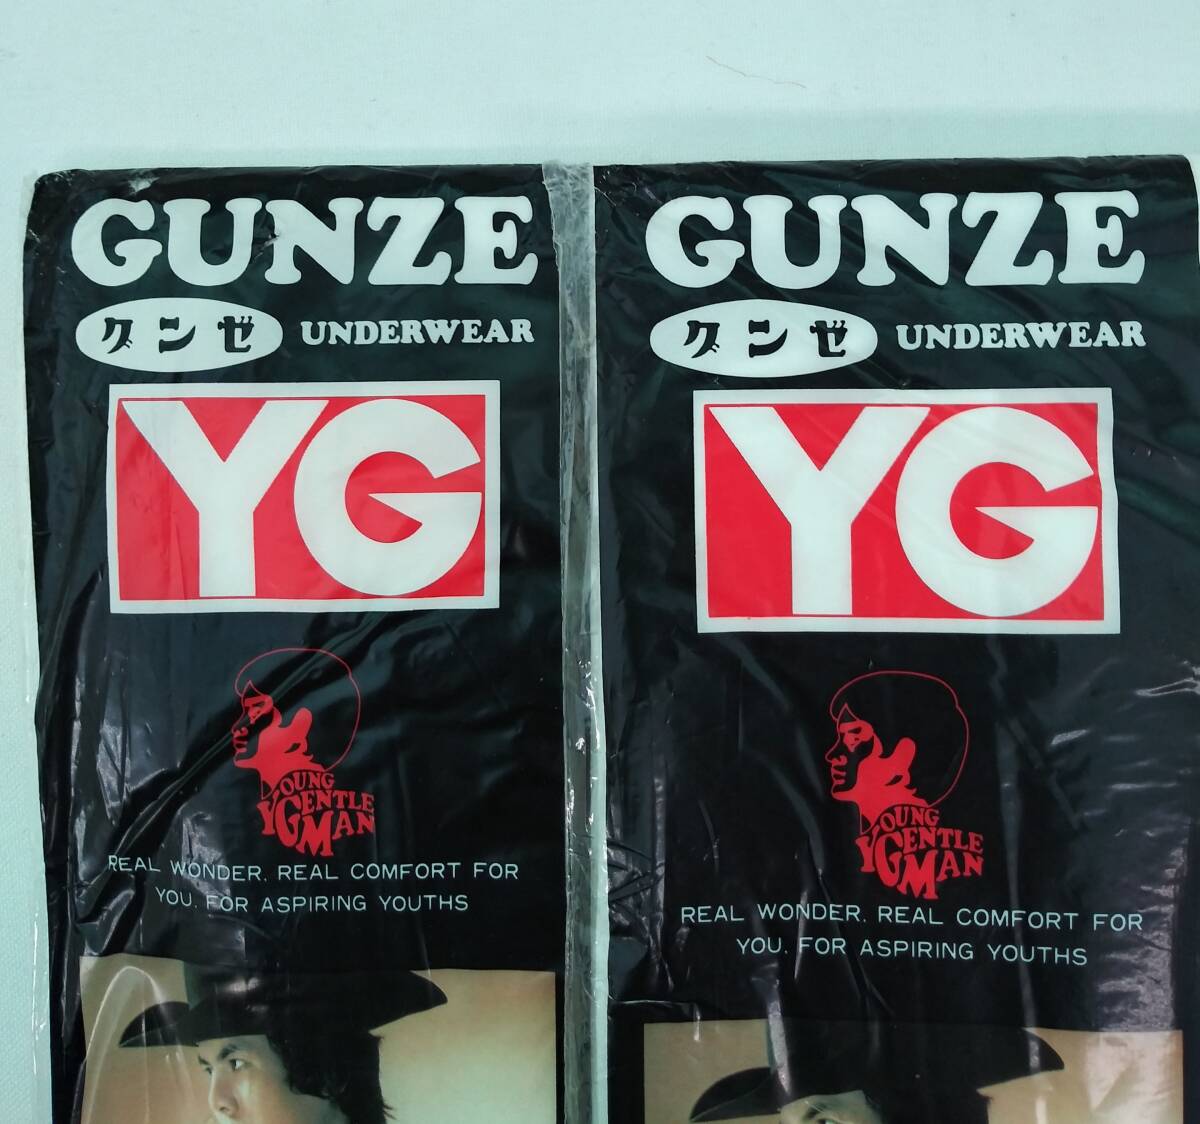 GUNZE
グンゼ UNDERWEAR
YG
YOUNG
GENTLE
MAN
REAL WONDER. REAL COMFORT FOR
YOU. FOR ASPIRING YOUTHS
GUNZE
グンゼ UNDERWEAR
YG
YOUNG
GENTLE
MAN
REAL WONDER. REAL COMFORT FOR
YOU. FOR ASPIRING YOUTHS